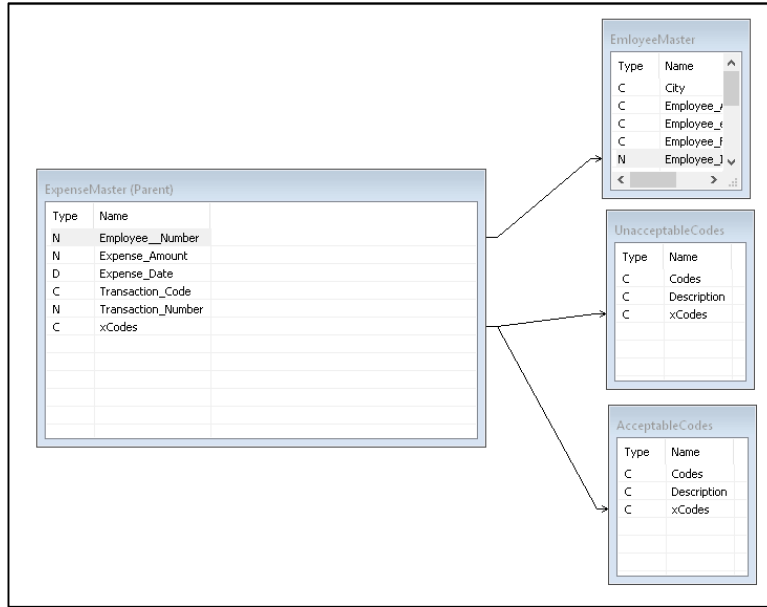 EmloyeeMaster
Type Name
C City
C Employee_
C Employee_
C Employee_
N Employee_
ExpenseMaster (Parent)
Type Name
N Employee__Number
N Expense_Amount
D Expense_Date
C Transaction_Code
N Transaction_Number
C xCodes
UnacceptableCodes
Type Name
C Codes
C Description
C xCodes
AcceptableCodes
Type Name
C Codes
C Description
C xCodes